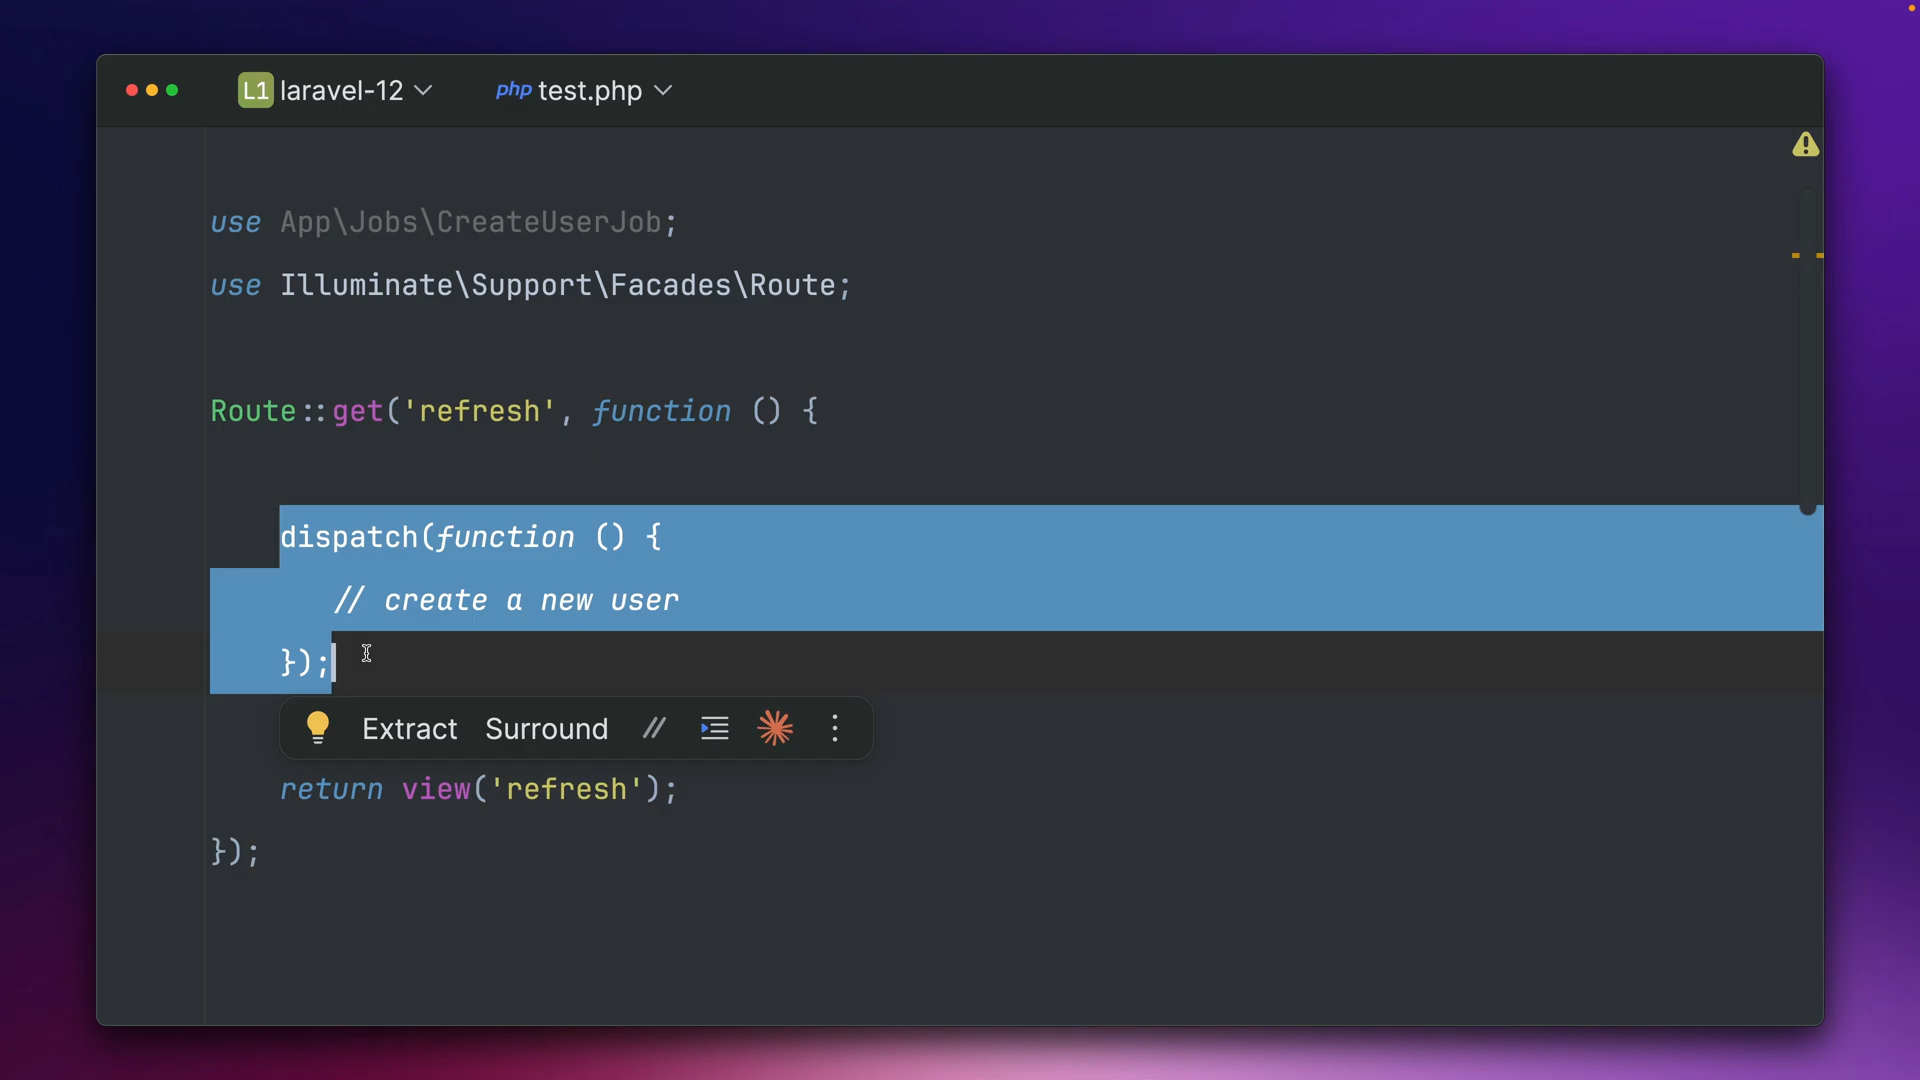 L1 laravel-12 php test.php
use App\Jobs\CreateUserJob;
use Illuminate\Support\Facades\Route;
Route::get('refresh', function () {
dispatch(function () {
// create a new user
});
Extract Surround //
return view('refresh');
});